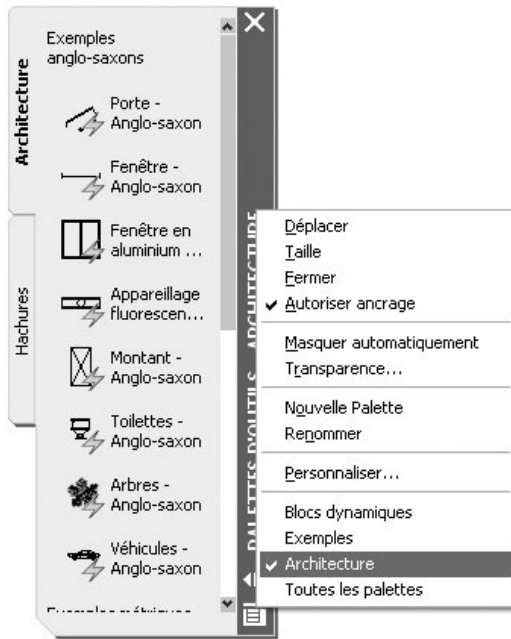 Architecture
Hachures
Exemples
anglo-saxons
Porte -
Anglo-saxon
Fenêtre -
Anglo-saxon
Fenêtre en
aluminium ...
Appareillage
fluorescen...
Montant -
Anglo-saxon
Toilettes -
Anglo-saxon
Arbres -
Anglo-saxon
Véhicules -
Anglo-saxon
Exemples métriques
PALETTES D'OUTILS - ARCHITECTURE
Déplacer
Taille
Fermer
Autoriser ancrage
Masquer automatiquement
Transparence...
Nouvelle Palette
Renommer
Personnaliser...
Blocs dynamiques
Exemples
Architecture
Toutes les palettes